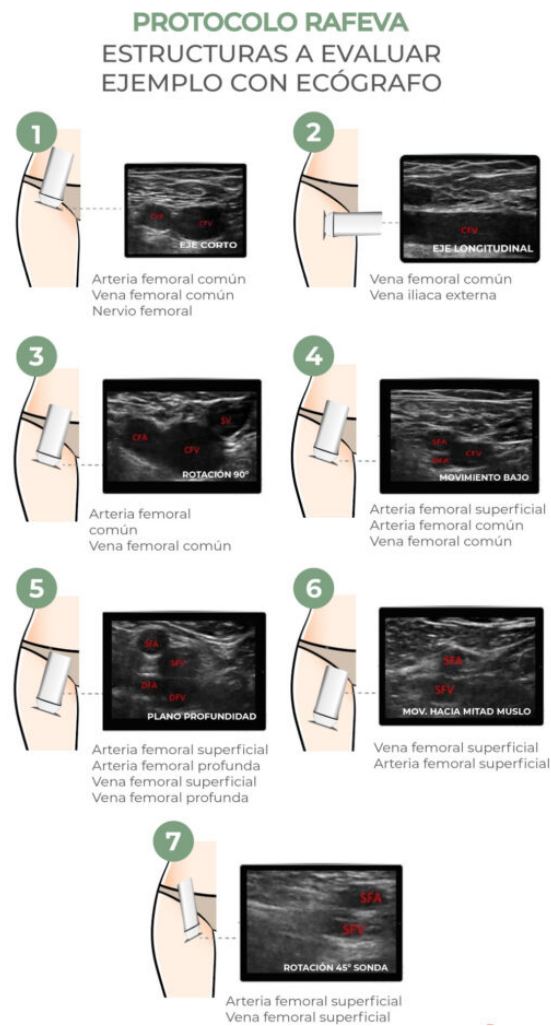 PROTOCOLO RAFEVA
ESTRUCTURAS A EVALUAR
EJEMPLO CON ECÓGRAFO
1
CFA
CFV
EJE CORTO
Arteria femoral común
Vena femoral común
Nervio femoral
2
CFV
EJE LONGITUDINAL
Vena femoral común
Vena iliaca externa
3
SV
CFA
CFV
ROTACIÓN 90º
Arteria femoral
común
Vena femoral común
4
SFA
CFV
MOVIMIENTO BAJO
Arteria femoral superficial
Arteria femoral común
Vena femoral común
5
SFA
SFV
DFA
DFV
PLANO PROFUNDIDAD
Arteria femoral superficial
Arteria femoral profunda
Vena femoral superficial
Vena femoral profunda
6
SFA
SFV
MOV. HACIA MITAD MUSLO
Vena femoral superficial
Arteria femoral superficial
7
SFA
SFV
ROTACIÓN 45º SONDA
Arteria femoral superficial
Vena femoral superficial